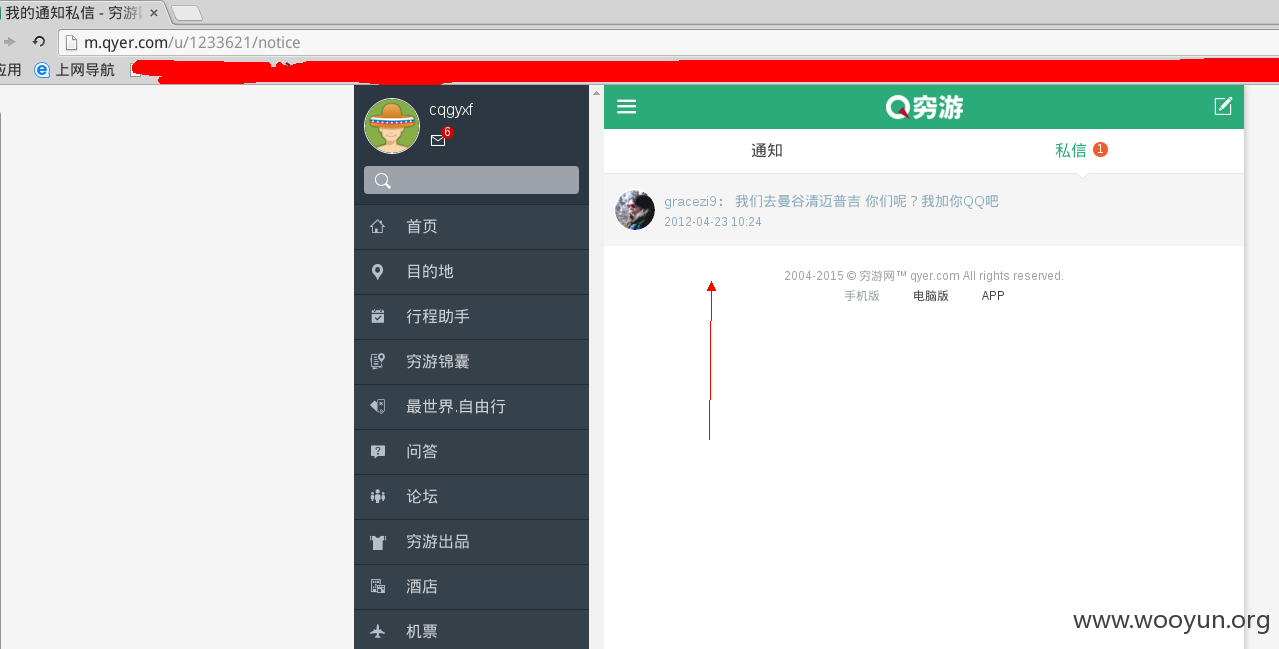 我的通知私信 - 穷游
m.qyer.com/u/1233621/notice
应用
上网导航
cqgyxf
6
首页
目的地
行程助手
穷游锦囊
最世界.自由行
问答
论坛
穷游出品
酒店
机票
穷游
通知
私信 1
gracezi9： 我们去曼谷清迈普吉 你们呢？我加你QQ吧
2012-04-23 10:24
2004-2015 © 穷游网™ qyer.com All rights reserved.
手机版 电脑版 APP
www.wooyun.org